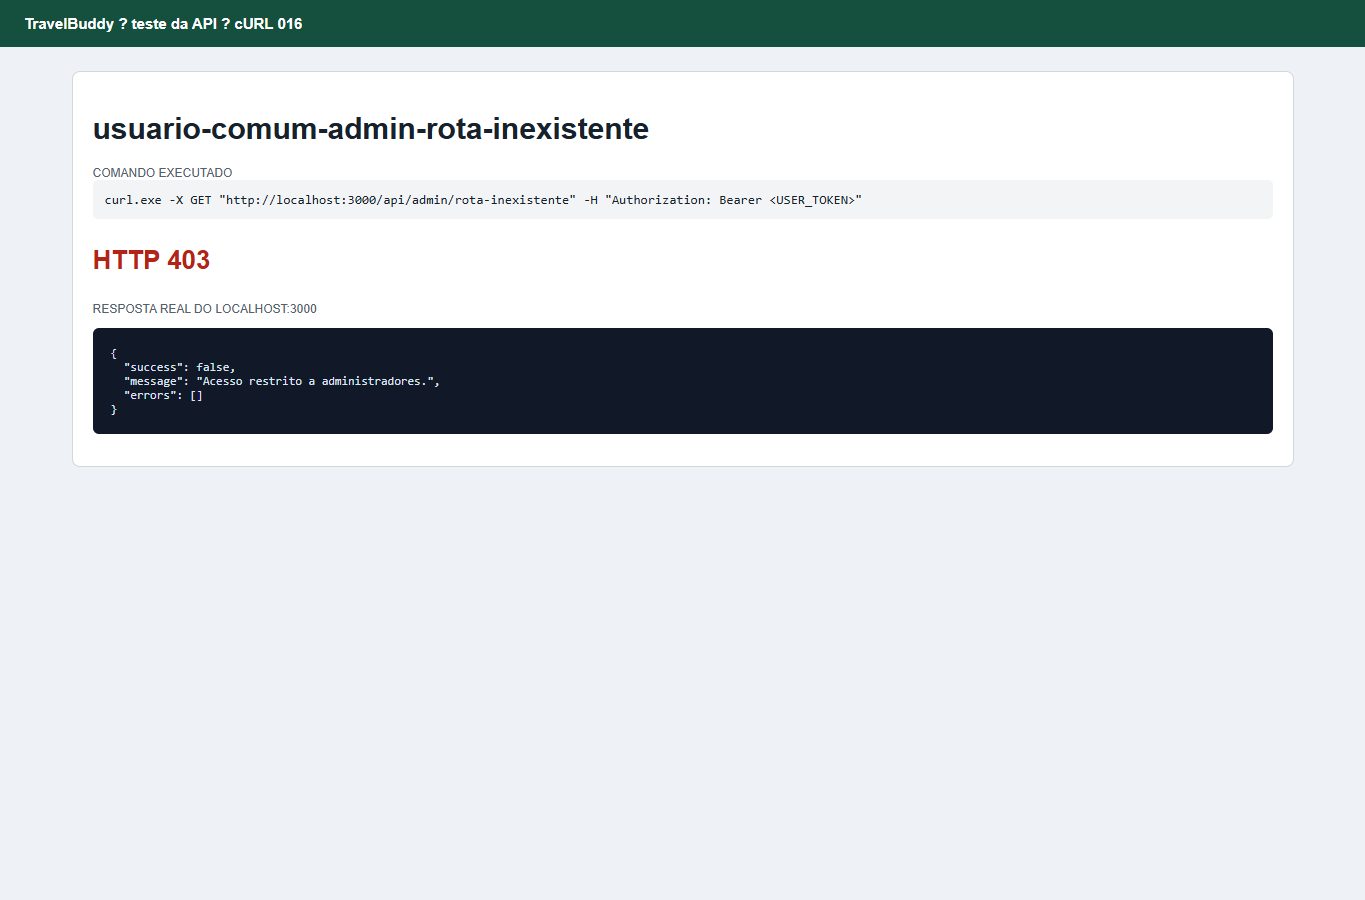 TravelBuddy ? teste da API ? cURL 016
usuario-comum-admin-rota-inexistente
COMANDO EXECUTADO
curl.exe -X GET "http://localhost:3000/api/admin/rota-inexistente" -H "Authorization: Bearer <USER_TOKEN>"
HTTP 403
RESPOSTA REAL DO LOCALHOST:3000
{
  "success": false,
  "message": "Acesso restrito a administradores.",
  "errors": []
}